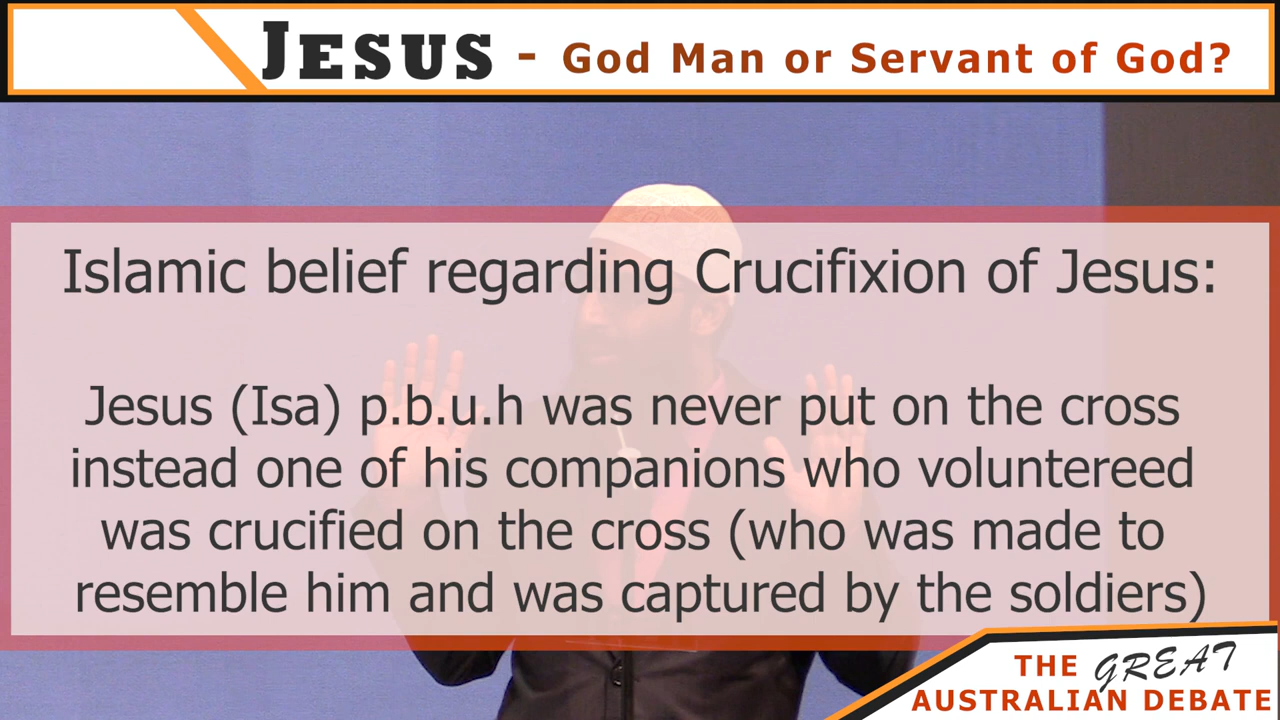 JESUS - God Man or Servant of God?
Islamic belief regarding Crucifixion of Jesus:
Jesus (Isa) p.b.u.h was never put on the cross
instead one of his companions who voluntereed
was crucified on the cross (who was made to
resemble him and was captured by the soldiers)
THE GREAT
AUSTRALIAN DEBATE